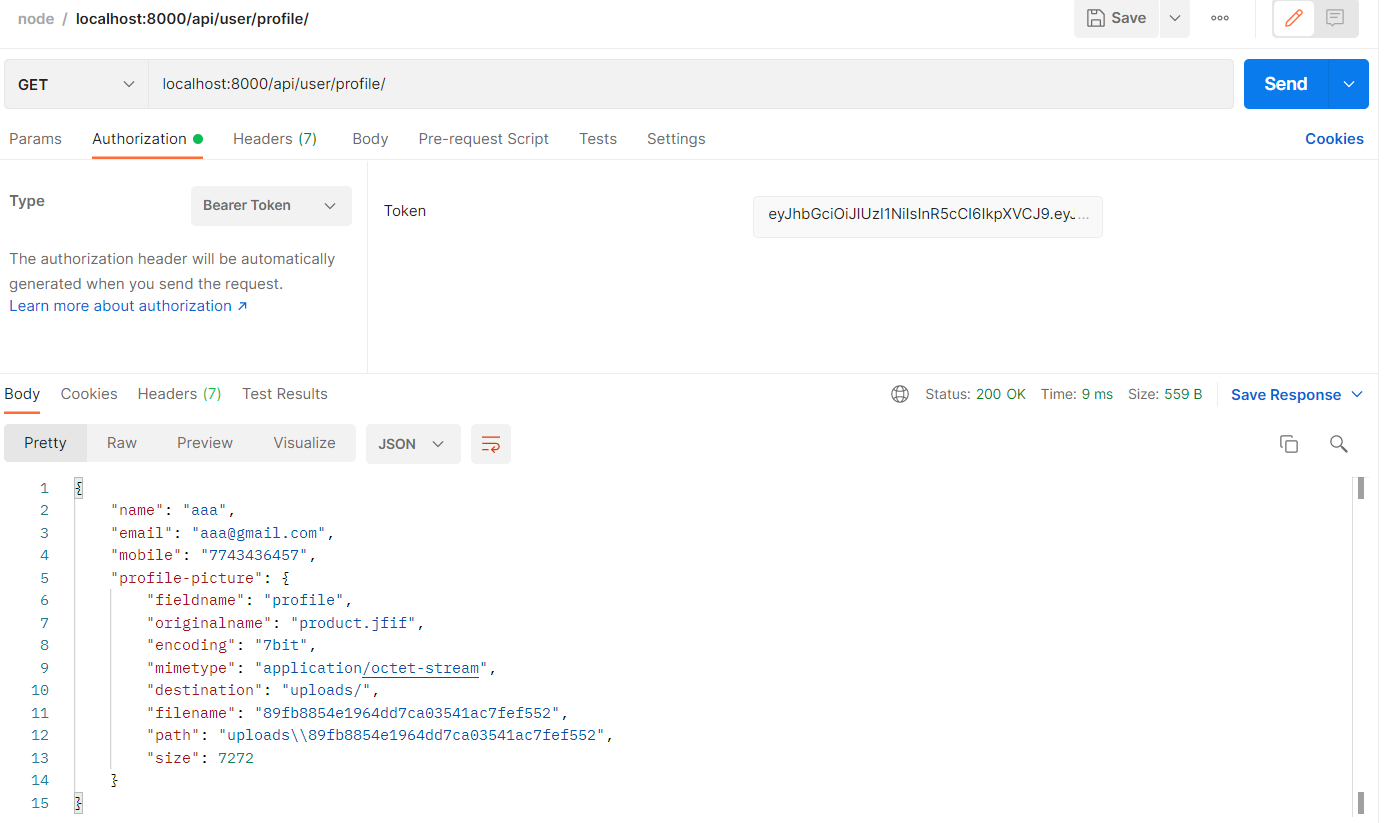 node / localhost:8000/api/user/profile/
Save
GET localhost:8000/api/user/profile/ Send
Params Authorization Headers (7) Body Pre-request Script Tests Settings Cookies
Type Bearer Token
Token eyJhbGciOiJIUzI1NiIsInR5cCI6IkpXVCJ9.eyJ...
The authorization header will be automatically
generated when you send the request.
Learn more about authorization ↗
Body Cookies Headers (7) Test Results Status: 200 OK Time: 9 ms Size: 559 B Save Response
Pretty Raw Preview Visualize JSON
1 {
2 "name": "aaa",
3 "email": "aaa@gmail.com",
4 "mobile": "7743436457",
5 "profile-picture": {
6 "fieldname": "profile",
7 "originalname": "product.jfif",
8 "encoding": "7bit",
9 "mimetype": "application/octet-stream",
10 "destination": "uploads/",
11 "filename": "89fb8854e1964dd7ca03541ac7fef552",
12 "path": "uploads\\89fb8854e1964dd7ca03541ac7fef552",
13 "size": 7272
14 }
15 }